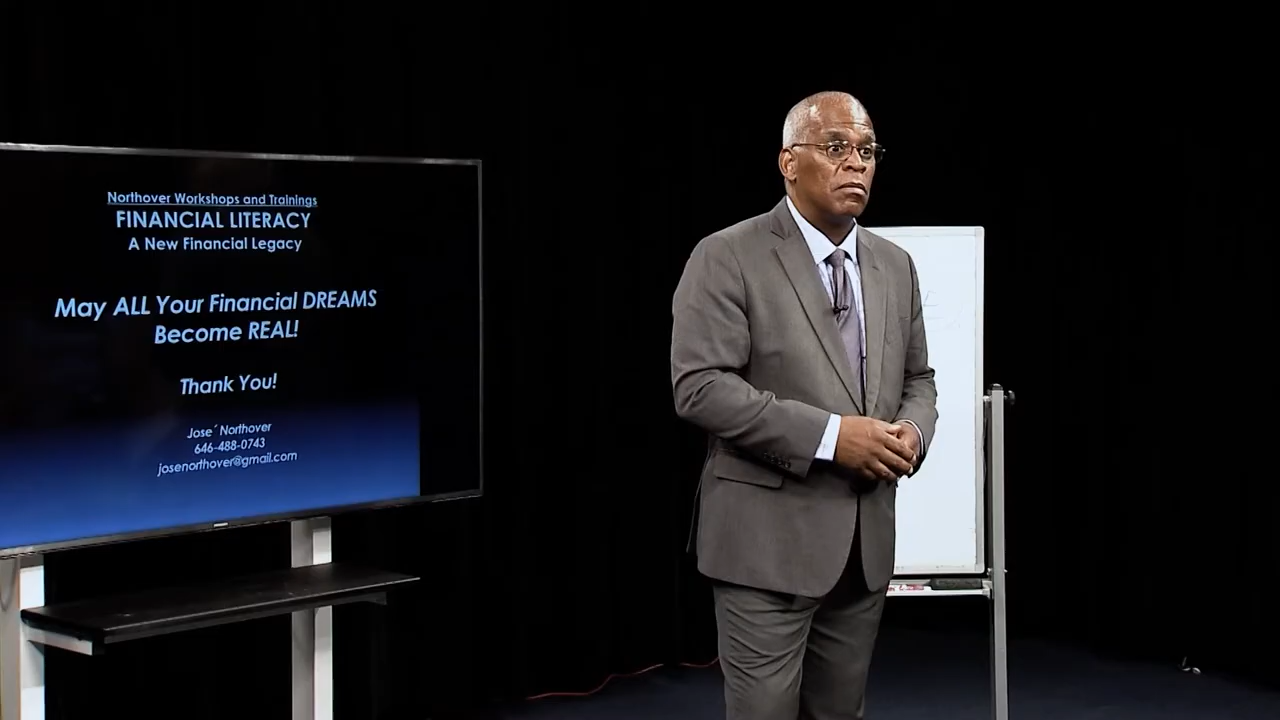 Northover Workshops and Trainings
FINANCIAL LITERACY
A New Financial Legacy
May ALL Your Financial DREAMS
Become REAL!
Thank You!
Jose´ Northover
646-488-0743
josenorthover@gmail.com